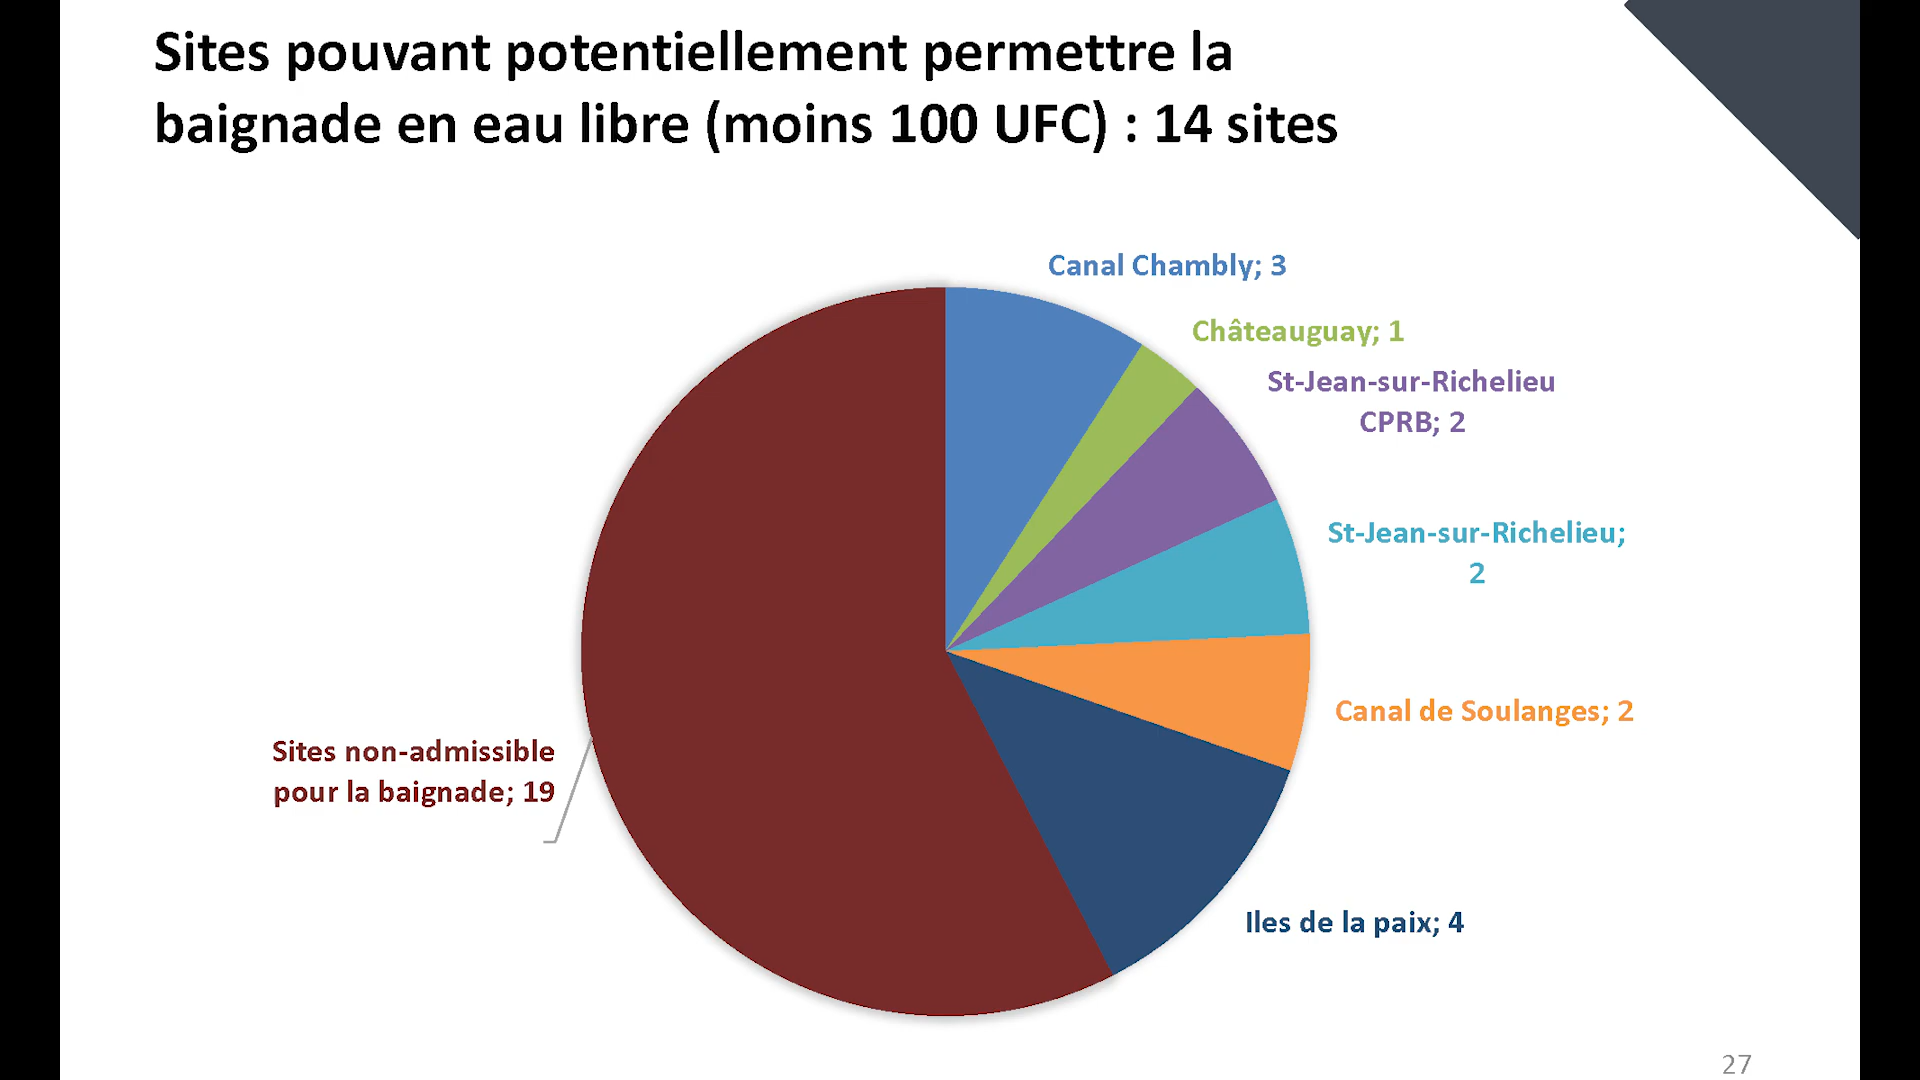 Sites pouvant potentiellement permettre la
baignade en eau libre (moins 100 UFC) : 14 sites
Canal Chambly; 3
Châteauguay; 1
St-Jean-sur-Richelieu
CPRB; 2
St-Jean-sur-Richelieu;
2
Canal de Soulanges; 2
Sites non-admissible
pour la baignade; 19
Iles de la paix; 4
27